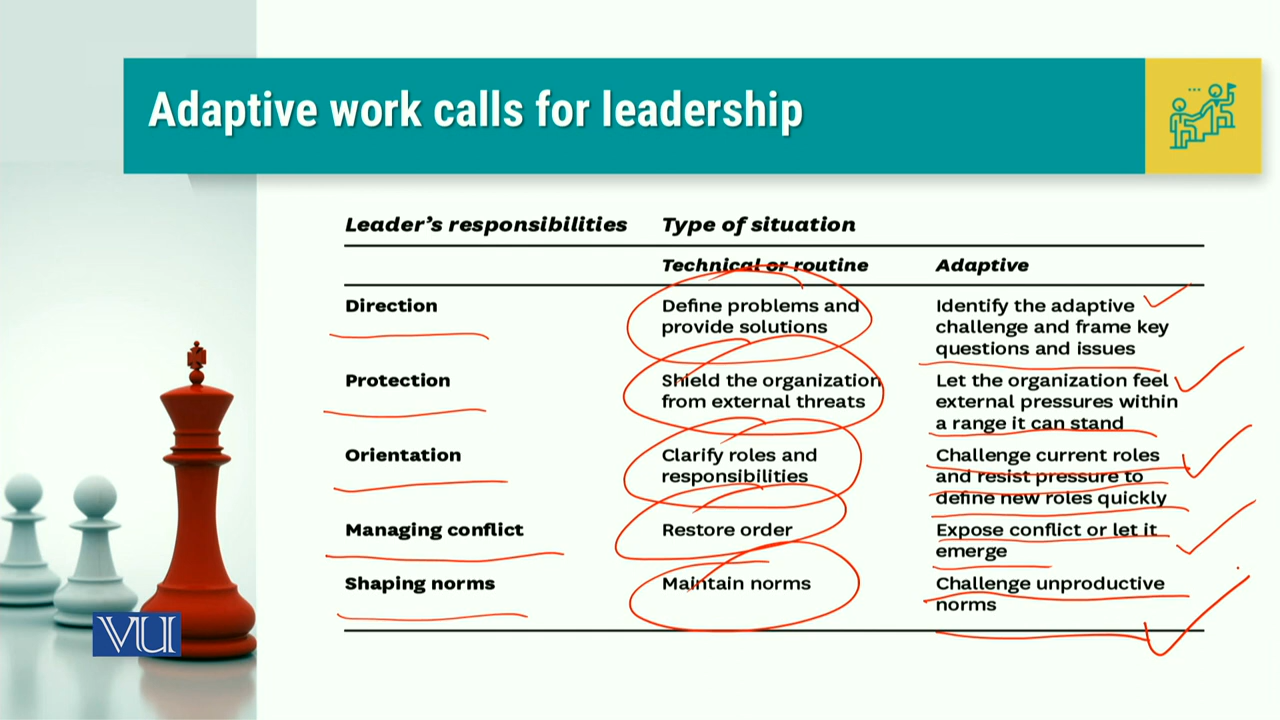 Adaptive work calls for leadership
Leader's responsibilities Type of situation
Technical or routine Adaptive
Direction Define problems and Identify the adaptive
provide solutions challenge and frame key
questions and issues
Protection Shield the organization Let the organization feel
from external threats external pressures within
a range it can stand
Orientation Clarify roles and Challenge current roles
responsibilities and resist pressure to
define new roles quickly
Managing conflict Restore order Expose conflict or let it
emerge
Shaping norms Maintain norms Challenge unproductive
norms
VU